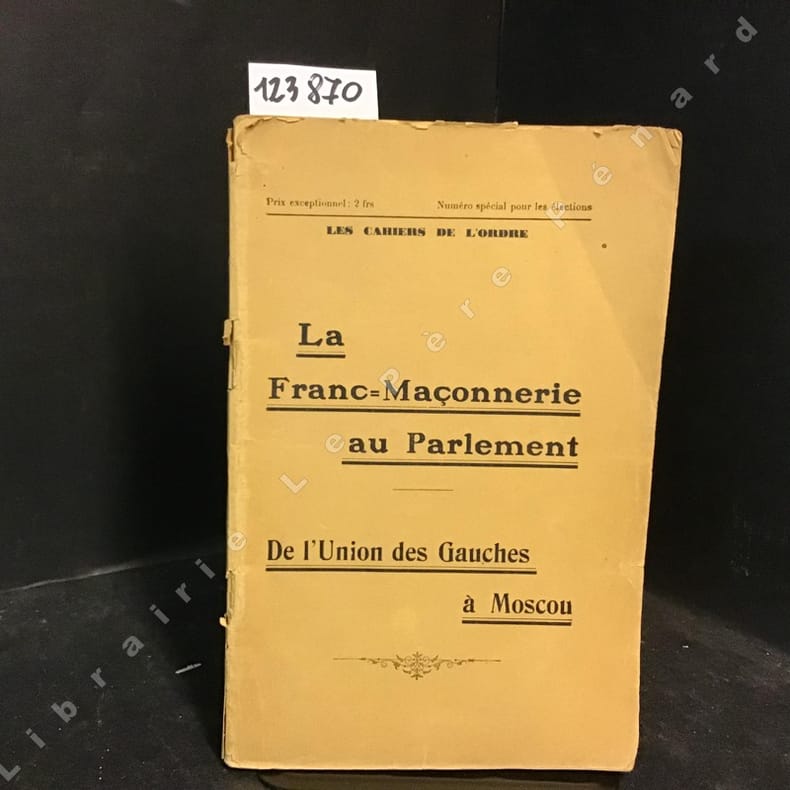 123870
Prix exceptionnel : 2 frs Numéro spécial pour les élections
LES CAHIERS DE L'ORDRE
La
Franc=Maçonnerie
au Parlement
De l'Union des Gauches
à Moscou
Librairie Le Père Pénard